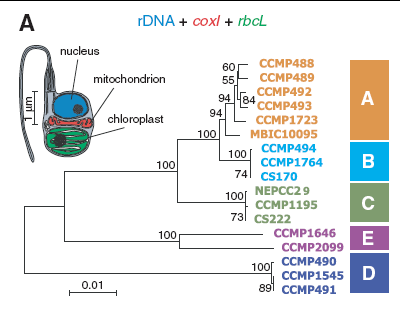 A
rDNA + coxI + rbcL
nucleus
mitochondrion
chloroplast
1 µm
60
55
84
94
94
100
100
74
100
100
73
100
100
89
CCMP488
CCMP489
CCMP492
CCMP493
CCMP1723
MBIC10095
CCMP494
CCMP1764
CS170
NEPCC29
CCMP1195
CS222
CCMP1646
CCMP2099
CCMP490
CCMP1545
CCMP491
A
B
C
E
D
0.01